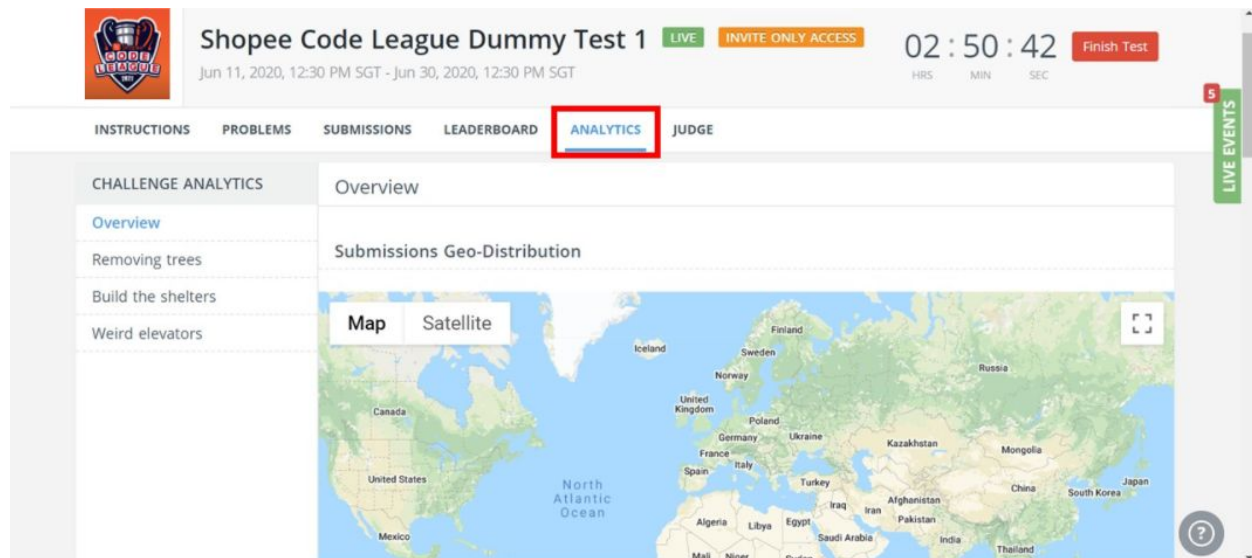 CODE
LEAGUE
Shopee Code League Dummy Test 1 LIVE INVITE ONLY ACCESS
Jun 11, 2020, 12:30 PM SGT - Jun 30, 2020, 12:30 PM SGT
02 : 50 : 42
HRS MIN SEC
Finish Test
5
LIVE EVENTS
INSTRUCTIONS PROBLEMS SUBMISSIONS LEADERBOARD ANALYTICS JUDGE
CHALLENGE ANALYTICS
Overview
Removing trees
Build the shelters
Weird elevators
Overview
Submissions Geo-Distribution
Map Satellite
Iceland
Finland
Sweden
Norway
Russia
Canada
United
Kingdom
Poland
Germany
Ukraine
Kazakhstan
Mongolia
France
Italy
Spain
Turkey
United States
North
Atlantic
Ocean
China
South Korea
Japan
Afghanistan
Iraq
Iran
Pakistan
Algeria
Libya
Egypt
Saudi Arabia
India
Mexico
Mali
Niger
Sudan
Thailand
?